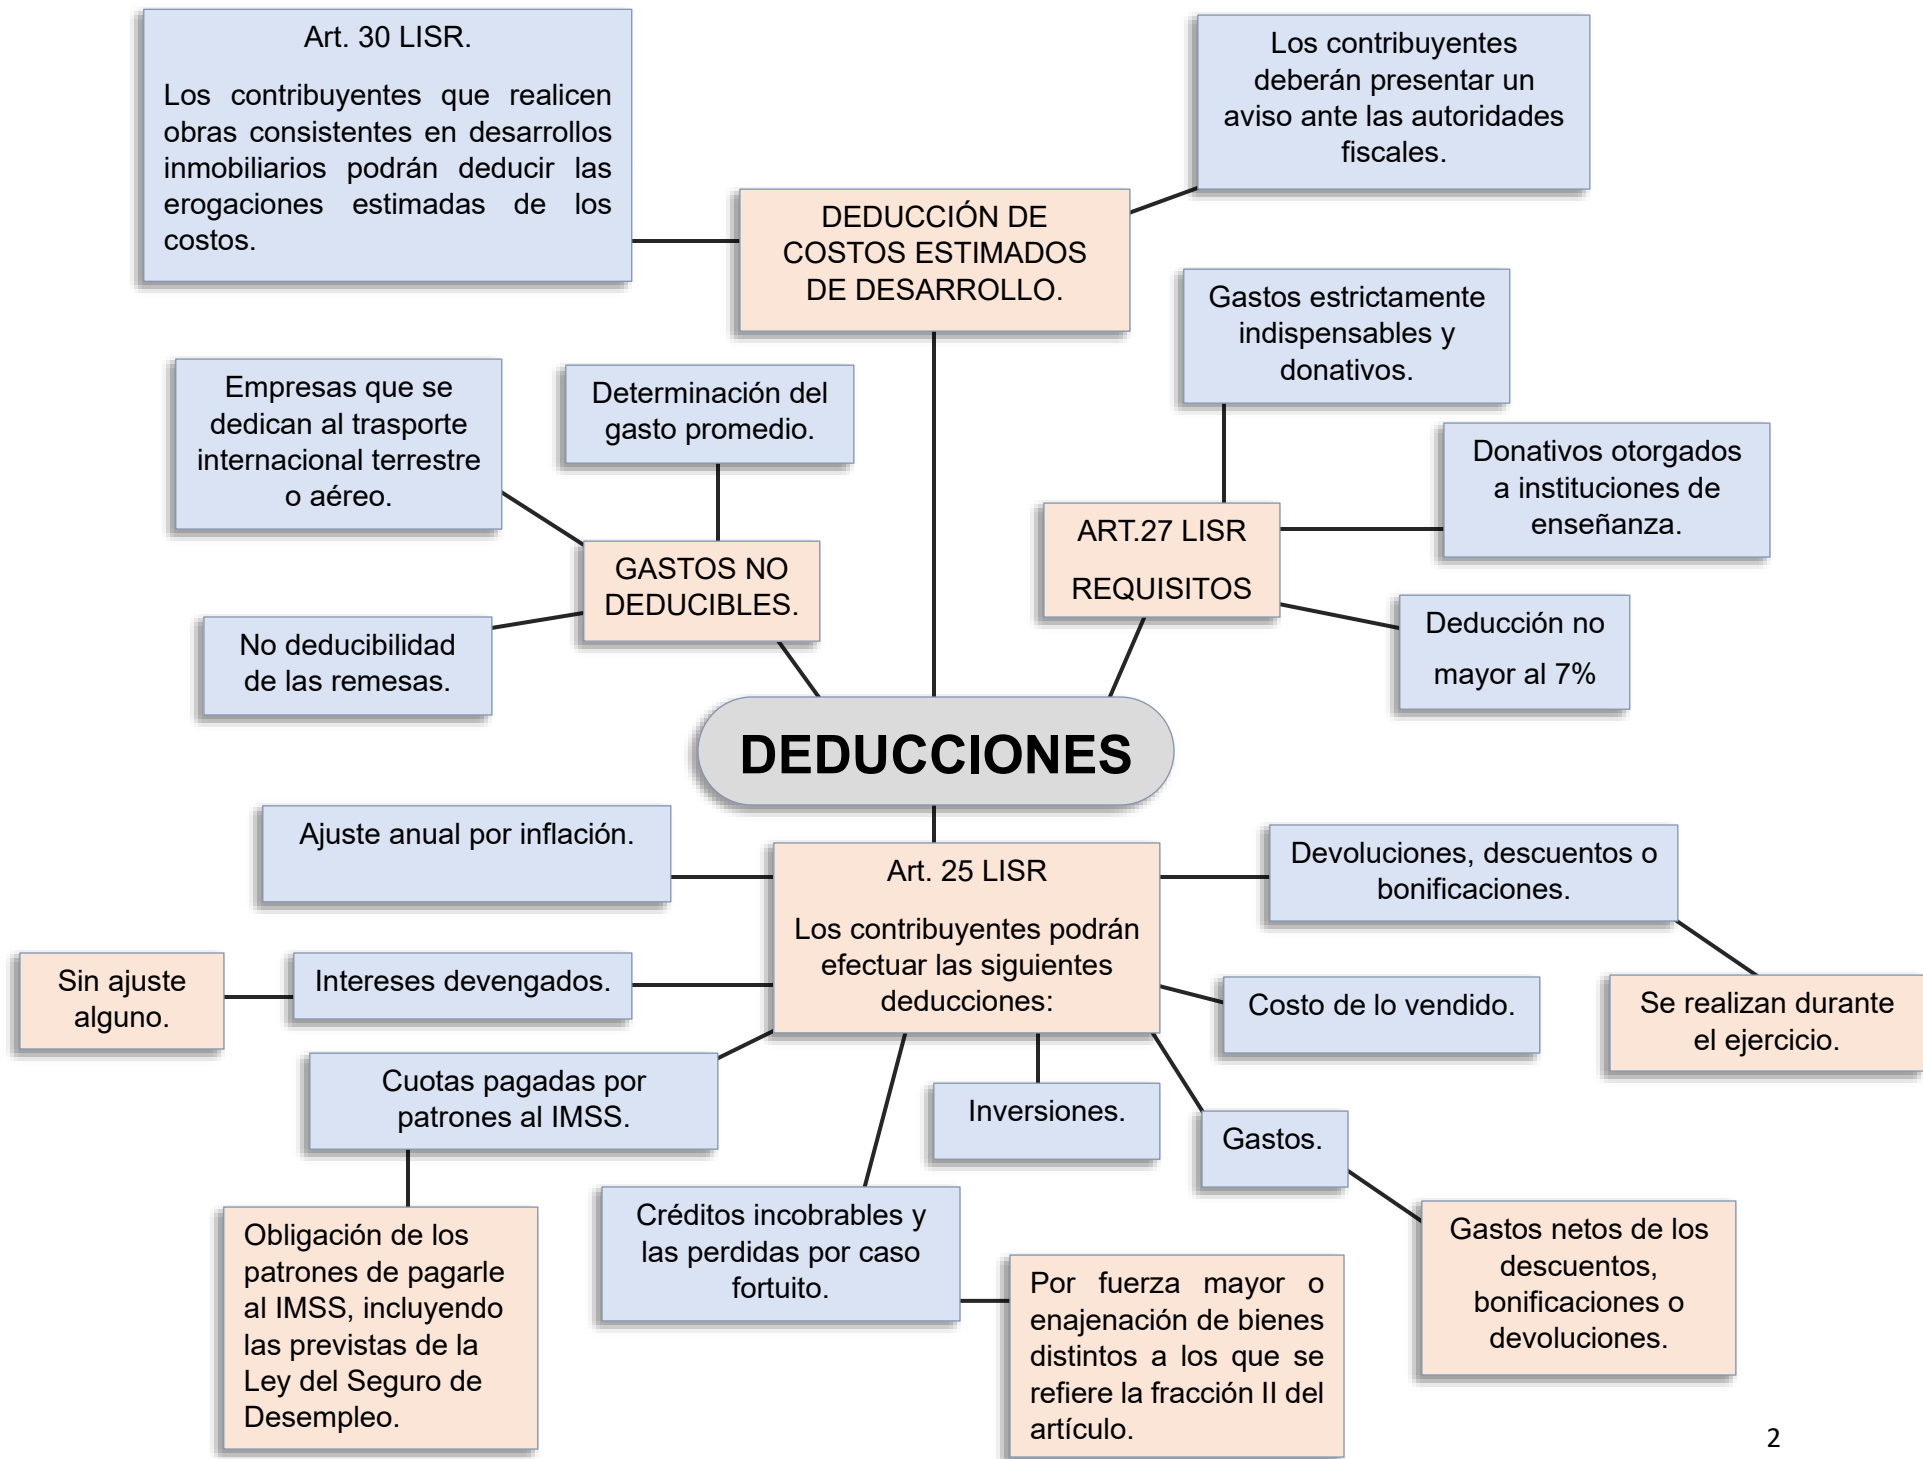 Art. 30 LISR.
Los contribuyentes que realicen
obras consistentes en desarrollos
inmobiliarios podrán deducir las
erogaciones estimadas de los
costos.
Los contribuyentes
deberán presentar un
aviso ante las autoridades
fiscales.
DEDUCCIÓN DE
COSTOS ESTIMADOS
DE DESARROLLO.
Gastos estrictamente
indispensables y
donativos.
Empresas que se
dedican al trasporte
internacional terrestre
o aéreo.
Determinación del
gasto promedio.
Donativos otorgados
a instituciones de
enseñanza.
ART.27 LISR
REQUISITOS
GASTOS NO
DEDUCIBLES.
No deducibilidad
de las remesas.
Deducción no
mayor al 7%
DEDUCCIONES
Ajuste anual por inflación.
Art. 25 LISR
Los contribuyentes podrán
efectuar las siguientes
deducciones:
Devoluciones, descuentos o
bonificaciones.
Sin ajuste
alguno.
Intereses devengados.
Costo de lo vendido.
Se realizan durante
el ejercicio.
Cuotas pagadas por
patrones al IMSS.
Inversiones.
Gastos.
Obligación de los
patrones de pagarle
al IMSS, incluyendo
las previstas de la
Ley del Seguro de
Desempleo.
Créditos incobrables y
las perdidas por caso
fortuito.
Por fuerza mayor o
enajenación de bienes
distintos a los que se
refiere la fracción II del
artículo.
Gastos netos de los
descuentos,
bonificaciones o
devoluciones.
2